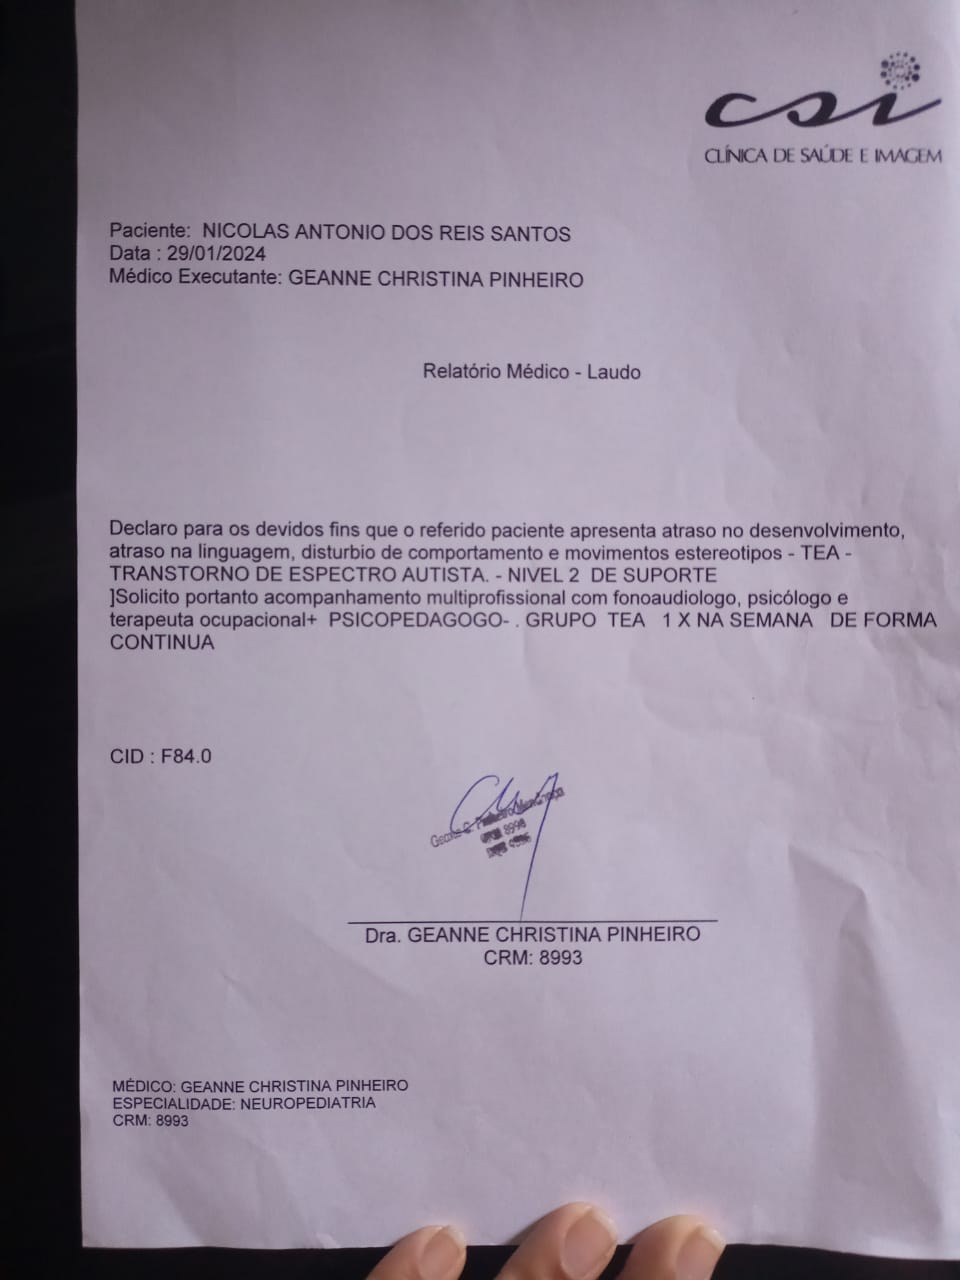 csi
CLÍNICA DE SAÚDE E IMAGEM
Paciente: NICOLAS ANTONIO DOS REIS SANTOS
Data : 29/01/2024
Médico Executante: GEANNE CHRISTINA PINHEIRO
Relatório Médico - Laudo
Declaro para os devidos fins que o referido paciente apresenta atraso no desenvolvimento,
atraso na linguagem, disturbio de comportamento e movimentos estereotipos - TEA -
TRANSTORNO DE ESPECTRO AUTISTA. - NIVEL 2 DE SUPORTE
]Solicito portanto acompanhamento multiprofissional com fonoaudiologo, psicólogo e
terapeuta ocupacional+ PSICOPEDAGOGO- . GRUPO TEA 1 X NA SEMANA DE FORMA
CONTINUA
CID : F84.0
Geanne C. Pinheiro
Dra. GEANNE CHRISTINA PINHEIRO
CRM: 8993
MÉDICO: GEANNE CHRISTINA PINHEIRO
ESPECIALIDADE: NEUROPEDIATRIA
CRM: 8993